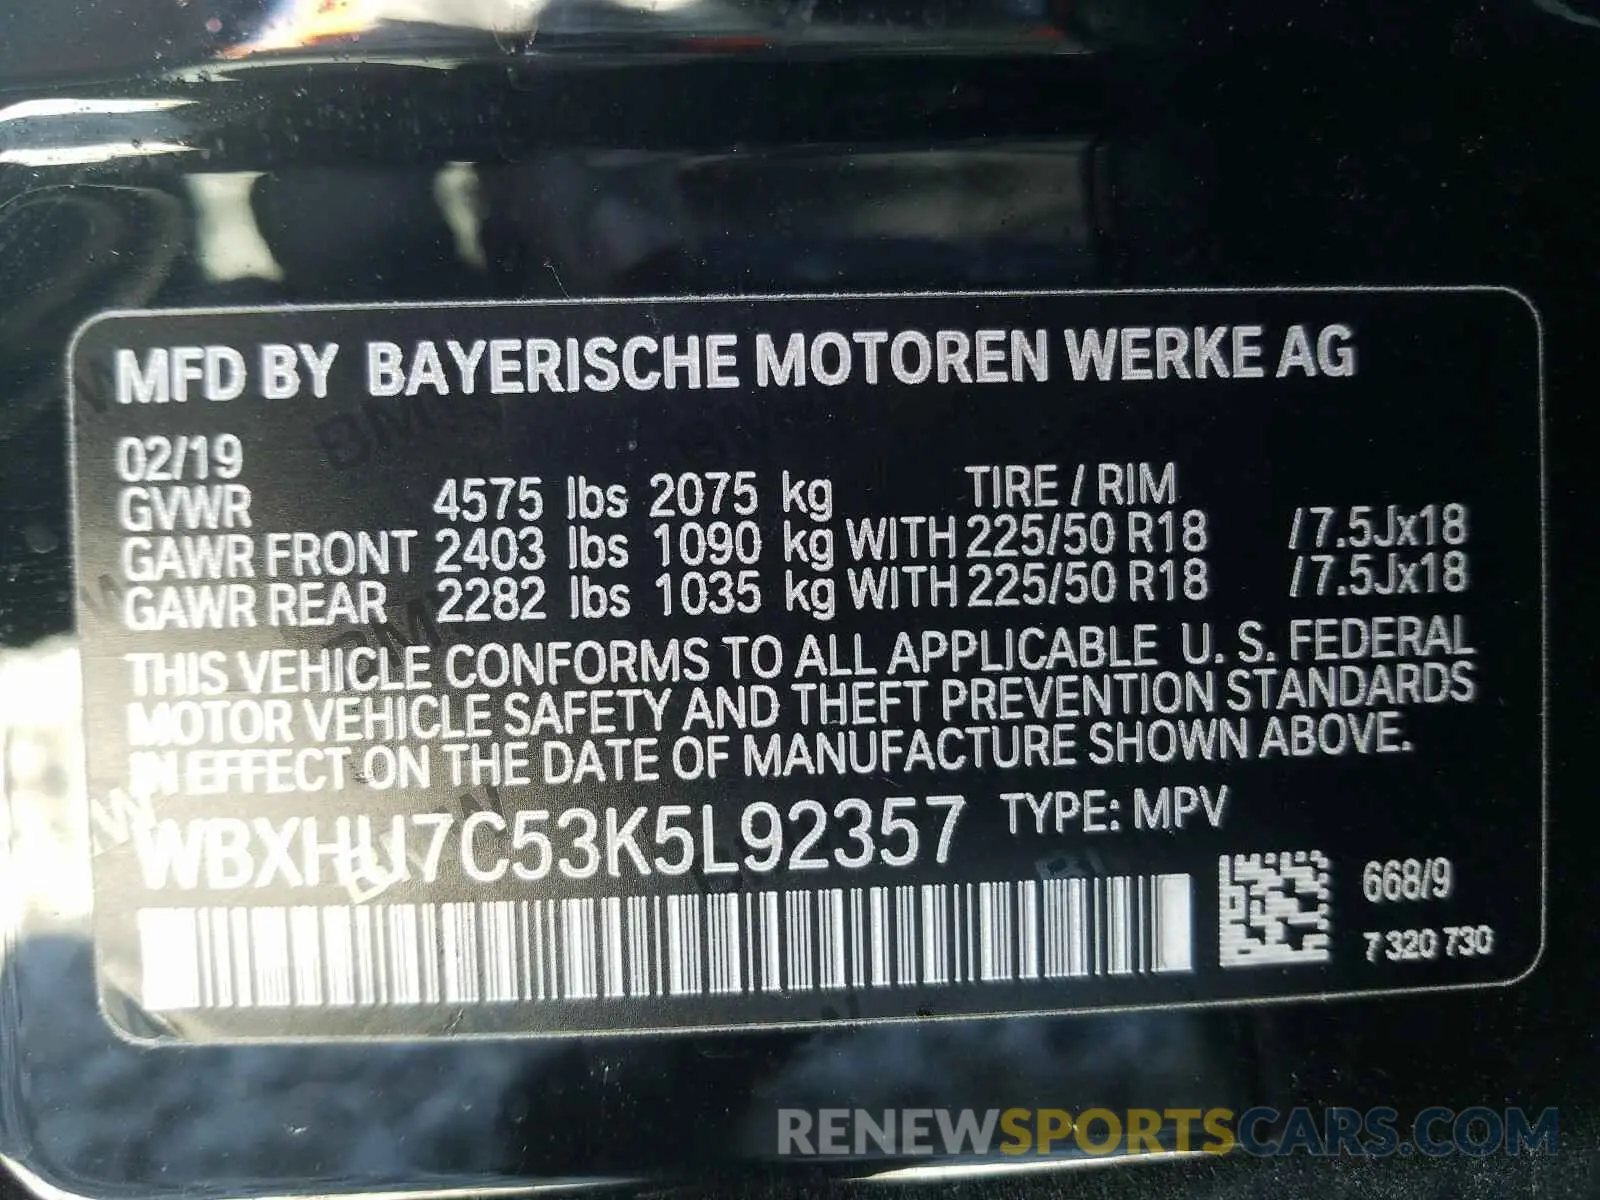 MFD BY BAYERISCHE MOTOREN WERKE AG
02/19
GVWR 4575 lbs 2075 kg TIRE / RIM
GAWR FRONT 2403 lbs 1090 kg WITH 225/50 R18 /7.5Jx18
GAWR REAR 2282 lbs 1035 kg WITH 225/50 R18 /7.5Jx18
THIS VEHICLE CONFORMS TO ALL APPLICABLE U. S. FEDERAL
MOTOR VEHICLE SAFETY AND THEFT PREVENTION STANDARDS
IN EFFECT ON THE DATE OF MANUFACTURE SHOWN ABOVE.
WBXHU7C53K5L92357 TYPE: MPV
668/9
7 320 730
RENEWSPORTSCARS.COM